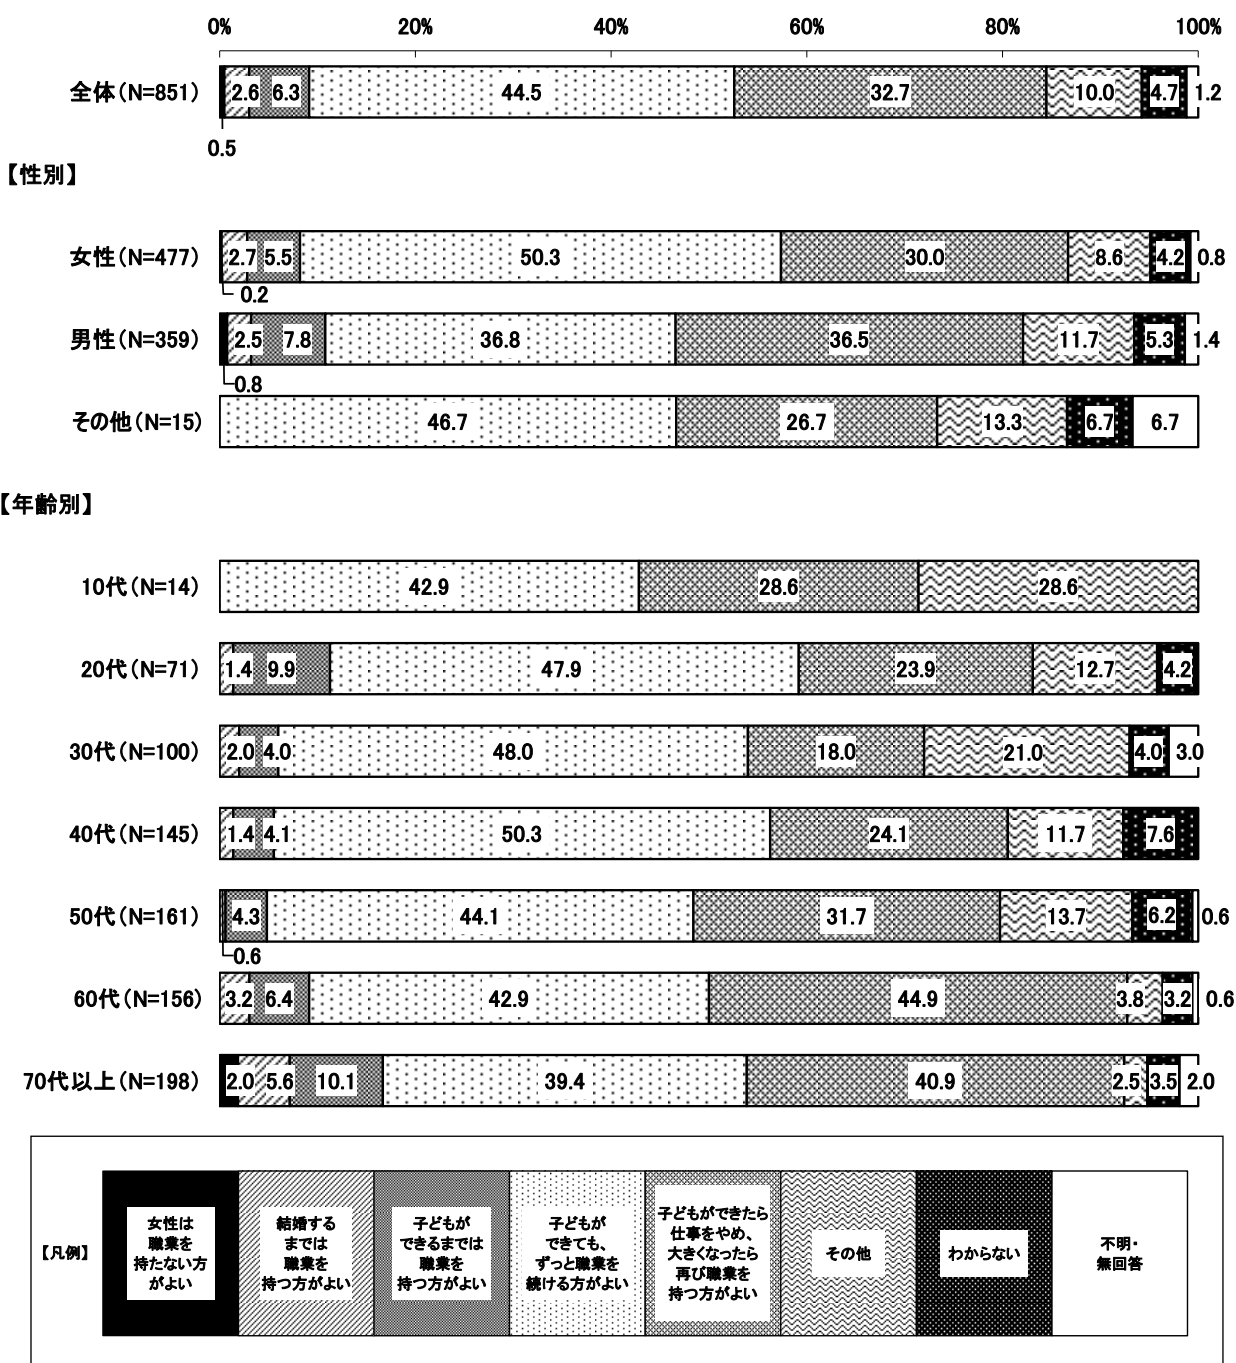 0% 20% 40% 60% 80% 100%
全体(N=851) 2.6 6.3 44.5 32.7 10.0 4.7 1.2
0.5
【性別】
女性(N=477) 2.7 5.5 50.3 30.0 8.6 4.2 0.8
0.2
男性(N=359) 2.5 7.8 36.8 36.5 11.7 5.3 1.4
0.8
その他(N=15) 46.7 26.7 13.3 6.7 6.7
【年齢別】
10代(N=14) 42.9 28.6 28.6
20代(N=71) 1.4 9.9 47.9 23.9 12.7 4.2
30代(N=100) 2.0 4.0 48.0 18.0 21.0 4.0 3.0
40代(N=145) 1.4 4.1 50.3 24.1 11.7 7.6
50代(N=161) 4.3 44.1 31.7 13.7 6.2 0.6
0.6
60代(N=156) 3.2 6.4 42.9 44.9 3.8 3.2 0.6
70代以上(N=198) 2.0 5.6 10.1 39.4 40.9 2.5 3.5 2.0
【凡例】
女性は
職業を
持たない方
がよい
結婚する
までは
職業を
持つ方がよい
子どもが
できるまでは
職業を
持つ方がよい
子どもが
できても、
ずっと職業を
続ける方がよい
子どもができたら
仕事をやめ、
大きくなったら
再び職業を
持つ方がよい
その他
わからない
不明・
無回答